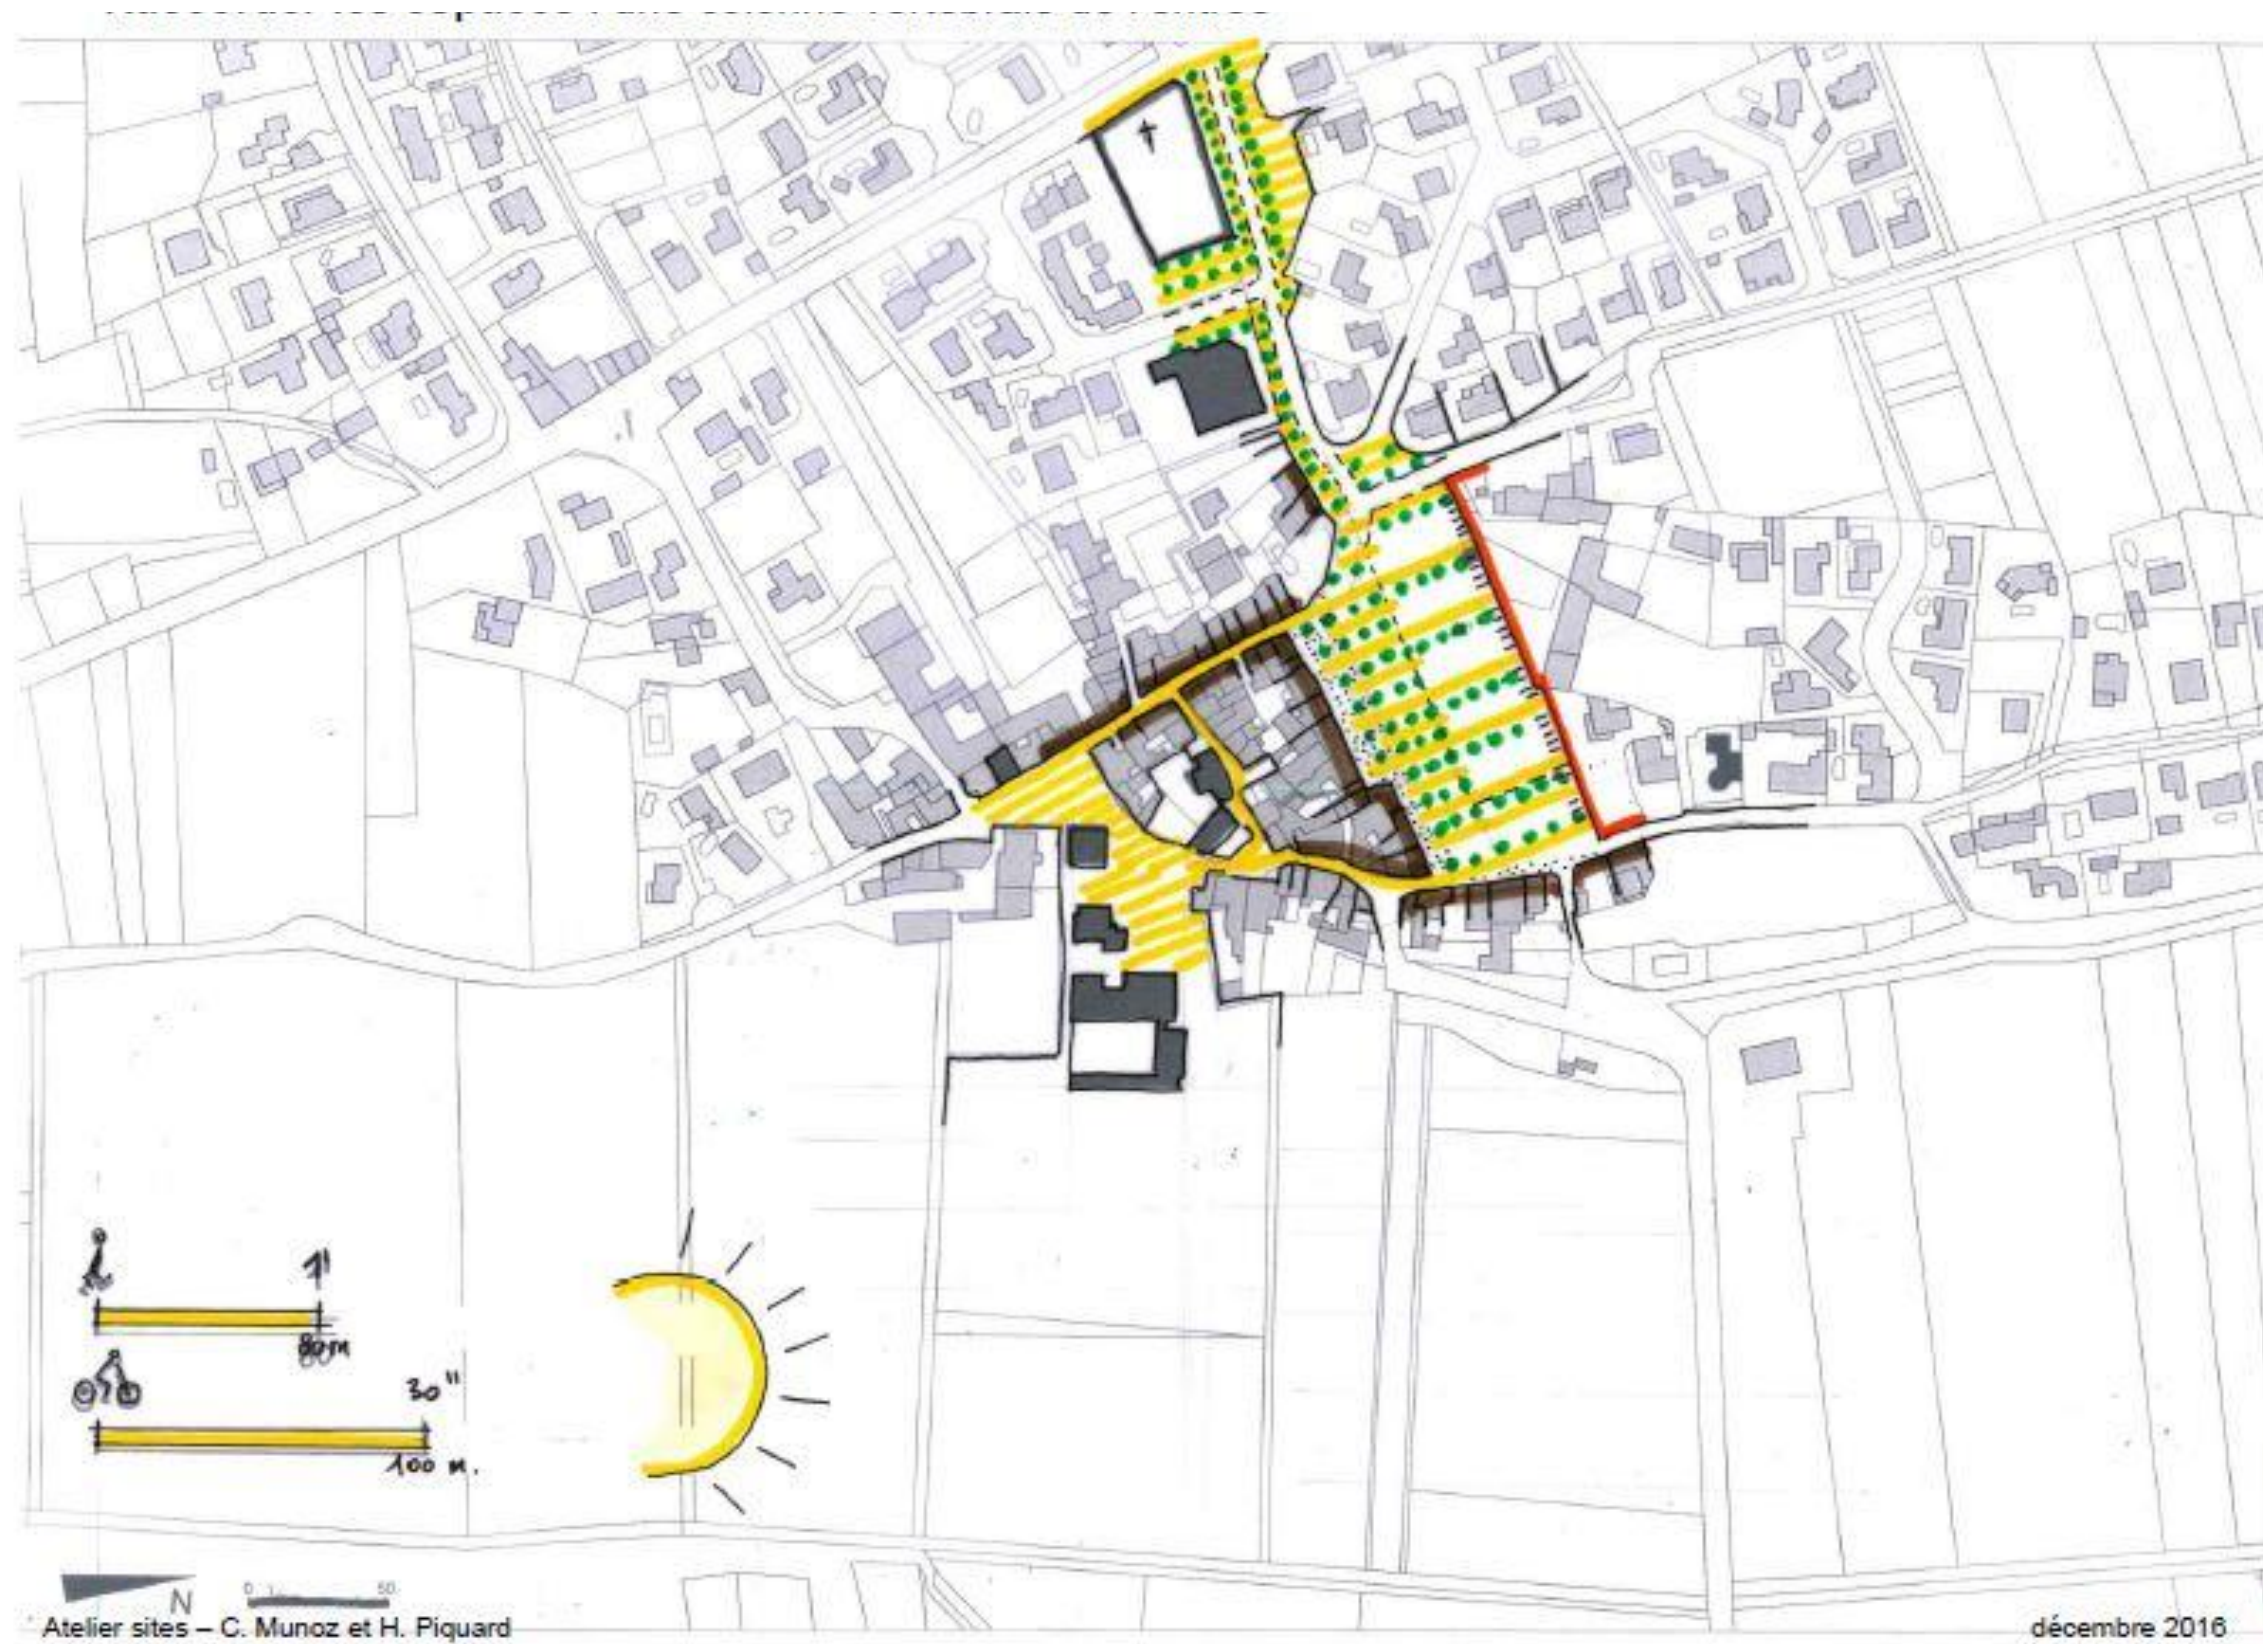 1'
80m
30"
100 m.
N
0
50
Atelier sites – C. Munoz et H. Piquard
décembre 2016